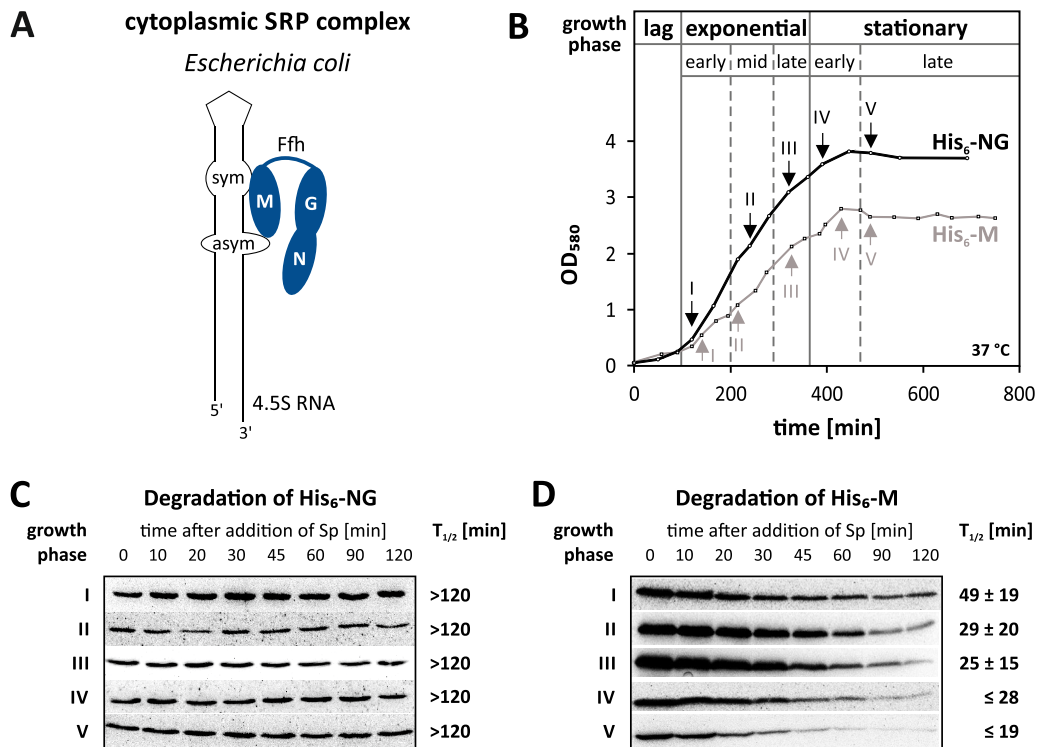 A
cytoplasmic SRP complex
Escherichia coli
Ffh
sym
M
G
asym
N
4.5S RNA
5'
3'
B
growth phase
lag
exponential
stationary
early
mid
late
early
late
4
3
2
1
0
OD₅₈₀
I
II
III
IV
V
His₆-NG
I
II
III
IV
V
His₆-M
37 °C
0 200 400 600 800
time [min]
C
Degradation of His₆-NG
growth phase
time after addition of Sp [min]
T₁/₂ [min]
0 10 20 30 45 60 90 120
I >120
II >120
III >120
IV >120
V >120
D
Degradation of His₆-M
growth phase
time after addition of Sp [min]
T₁/₂ [min]
0 10 20 30 45 60 90 120
I 49 ± 19
II 29 ± 20
III 25 ± 15
IV ≤ 28
V ≤ 19